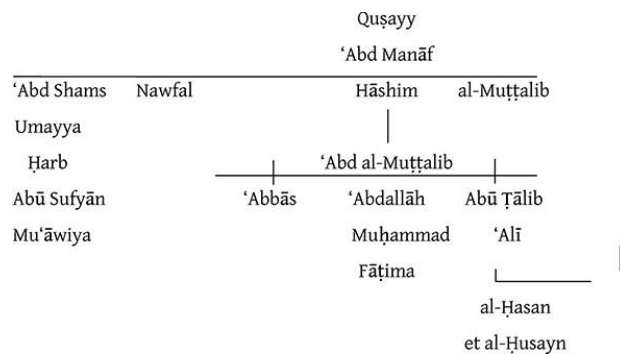 Quṣayy
ʿAbd Manāf
ʿAbd Shams Nawfal Hāshim al-Muṭṭalib
Umayya
Ḥarb ʿAbd al-Muṭṭalib
Abū Sufyān ʿAbbās ʿAbdallāh Abū Ṭālib
Muʿāwiya Muḥammad ʿAlī
Fāṭima
al-Ḥasan
et al-Ḥusayn